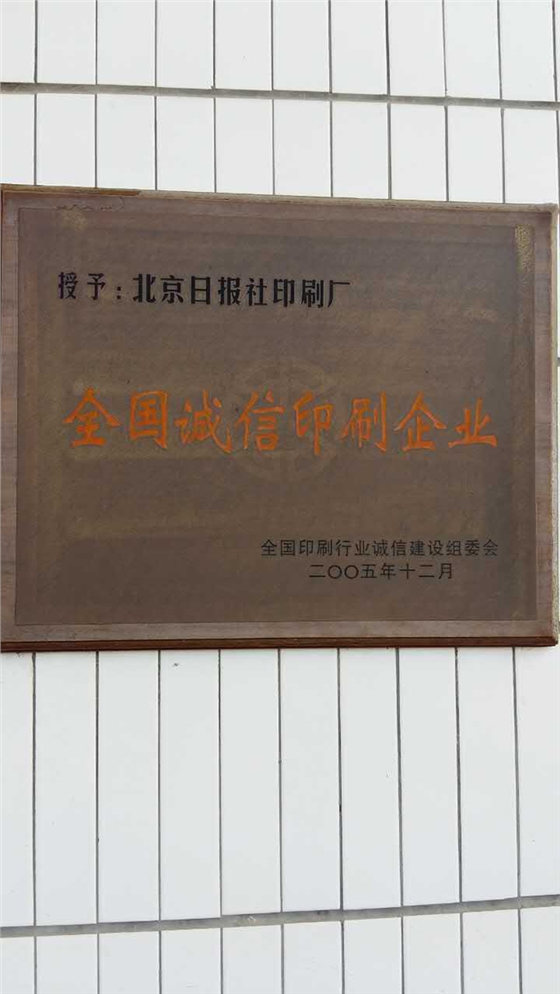 授予：北京日报社印刷厂
全国诚信印刷企业
全国印刷行业诚信建设组委会
二〇〇五年十二月